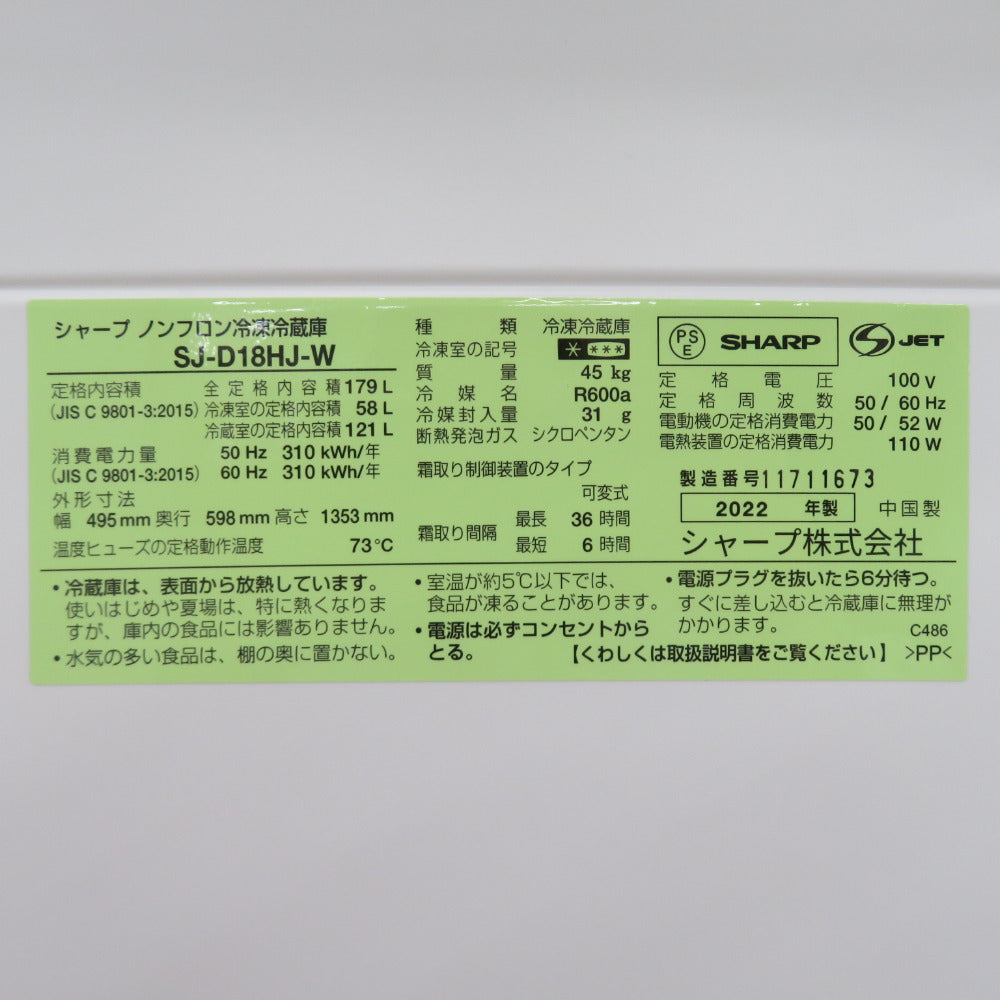 シャープ ノンフロン冷凍冷蔵庫
SJ-D18HJ-W
定格内容積 全定格内容積 179 L
(JIS C 9801-3:2015) 冷凍室の定格内容積 58 L
冷蔵室の定格内容積 121 L
消費電力量 50 Hz 310 kWh/年
(JIS C 9801-3:2015) 60 Hz 310 kWh/年
外形寸法
幅 495 mm 奥行 598 mm 高さ 1353 mm
温度ヒューズの定格動作温度 73℃
種類 冷凍冷蔵庫
冷凍室の記号 * ***
質量 45 kg
冷媒名 R600a
冷媒封入量 31 g
断熱発泡ガス シクロペンタン
霜取り制御装置のタイプ
可変式
霜取り間隔 最長 36 時間
最短 6 時間
PS E SHARP S JET
定格電圧 100 V
定格周波数 50 / 60 Hz
電動機の定格消費電力 50 / 52 W
電熱装置の定格消費電力 110 W
製造番号 11711673
2022 年製 中国製
シャープ株式会社
・冷蔵庫は、表面から放熱しています。
使いはじめや夏場は、特に熱くなりま
すが、庫内の食品には影響ありません。
・水気の多い食品は、棚の奥に置かない。
・室温が約5℃以下では、
食品が凍ることがあります。
・電源は必ずコンセントから
とる。
・電源プラグを抜いたら6分待つ。
すぐに差し込むと冷蔵庫に無理が
かかります。
C486
【くわしくは取扱説明書をご覧ください】 >PP<